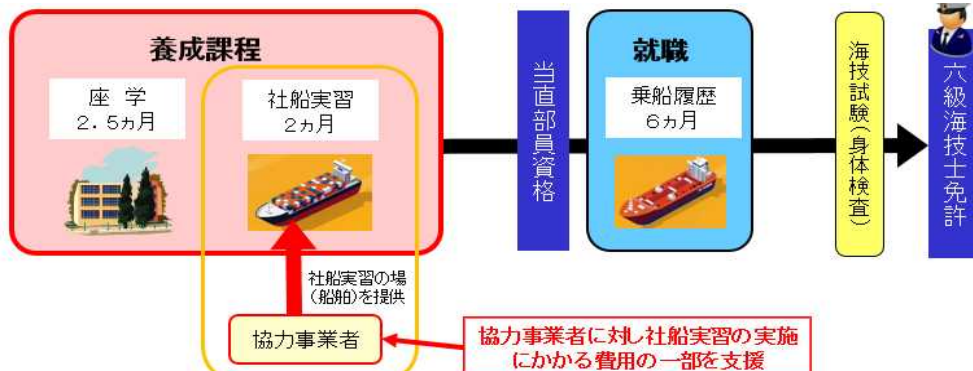 養成課程
座 学
2．5ヵ月
社船実習
2ヵ月
社船実習の場
(船舶)を提供
協力事業者
協力事業者に対し社船実習の実施
にかかる費用の一部を支援
当直部員資格
就職
乗船履歴
6ヵ月
海技試験(身体検査)
六級海技士免許